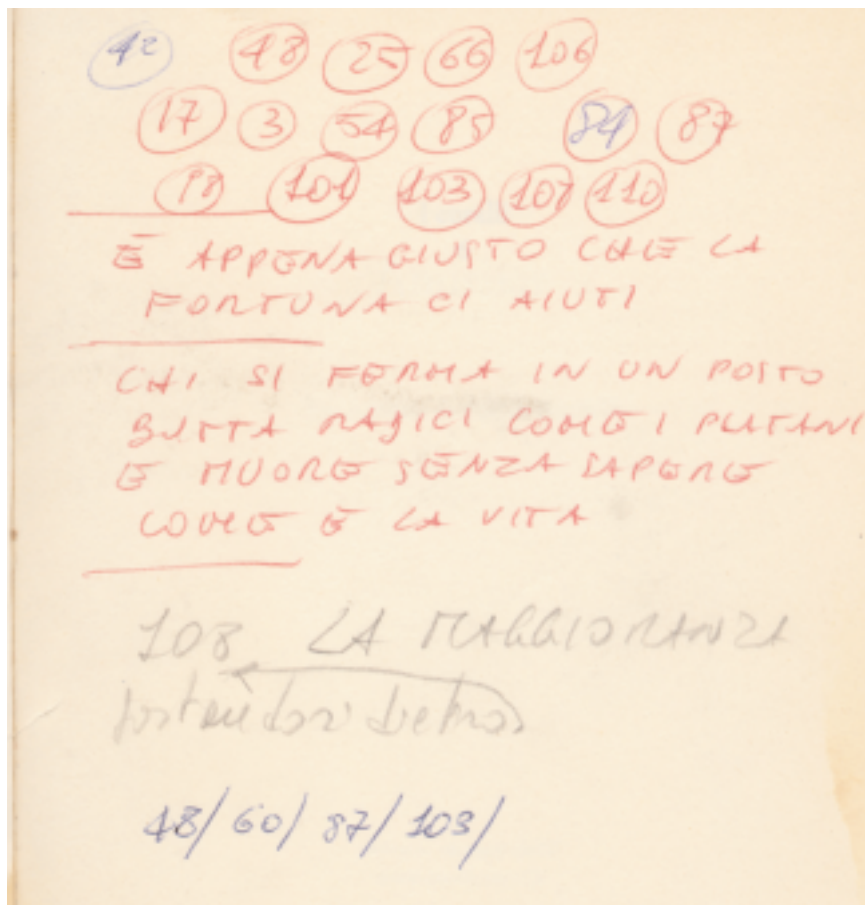 42 48 25 66 106
17 3 54 85 84 87
98 101 103 107 110
È APPENA GIUSTO CHE LA
FORTUNA CI AIUTI
CHI SI FERMA IN UN POSTO
BUTTA RADICI COME I PLATANI
E MUORE SENZA SAPERE
COME È LA VITA
108 LA MAGGIORANZA
48/60/87/103/